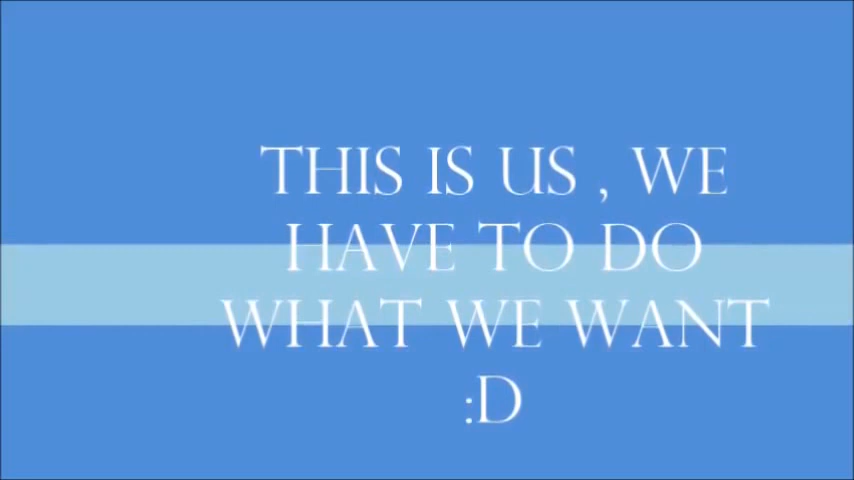 THIS IS US , WE
HAVE TO DO
WHAT WE WANT
:D